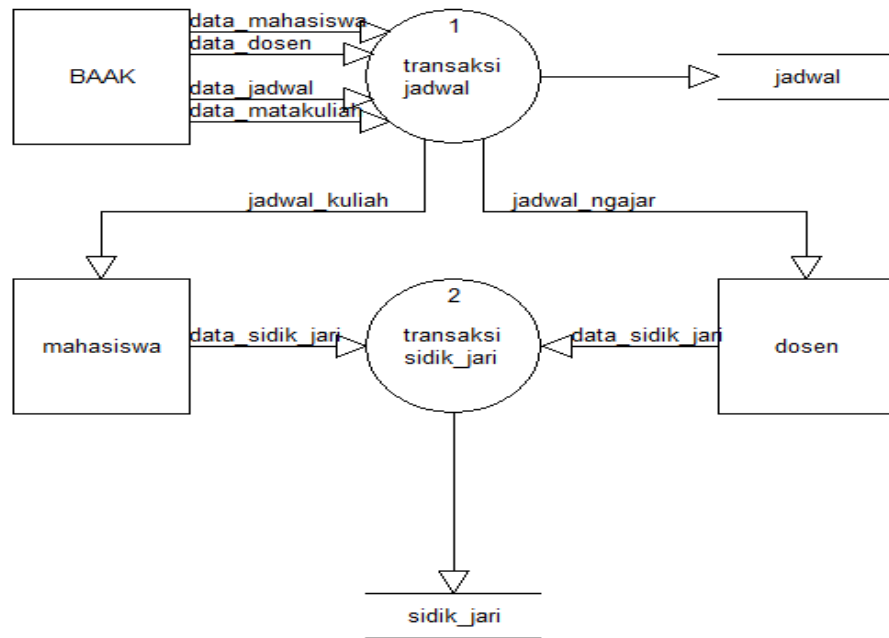 data_mahasiswa
data_dosen
BAAK
data_jadwal
data_matakuliah
1
transaksi
jadwal
jadwal
jadwal_kuliah
jadwal_ngajar
mahasiswa
data_sidik_jari
2
transaksi
sidik_jari
data_sidik_jari
dosen
sidik_jari